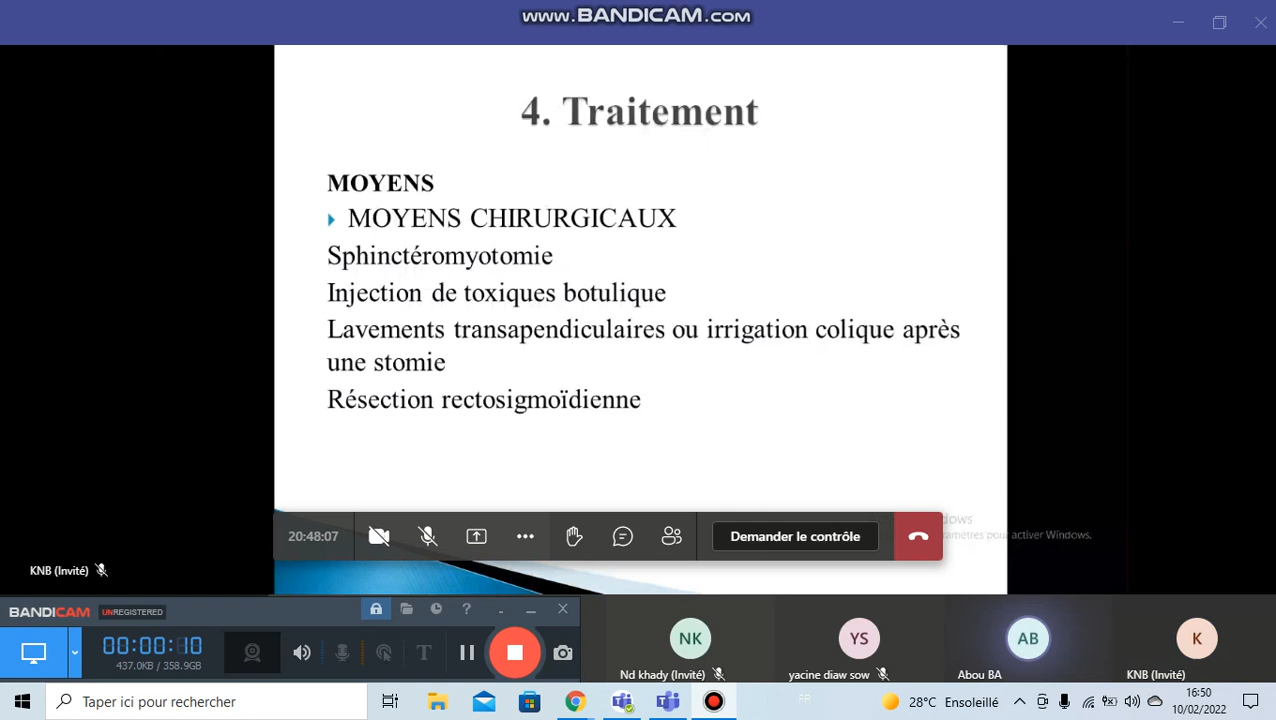 www.BANDICAM.com
4. Traitement
MOYENS
MOYENS CHIRURGICAUX
Sphinctéromyotomie
Injection de toxiques botulique
Lavements transapendiculaires ou irrigation colique après
une stomie
Résection rectosigmoïdienne
20:48:07
Demander le contrôle
dows
paramètres pour activer Windows.
KNB (Invité)
BANDICAM UNREGISTERED
00:00:10
437.0KB / 358.9GB
NK
YS
AB
K
Nd khady (Invité)
yacine diaw sow (Invité)
Abou BA
KNB (Invité)
Taper ici pour rechercher
FR
28°C Ensoleillé
16:50
10/02/2022